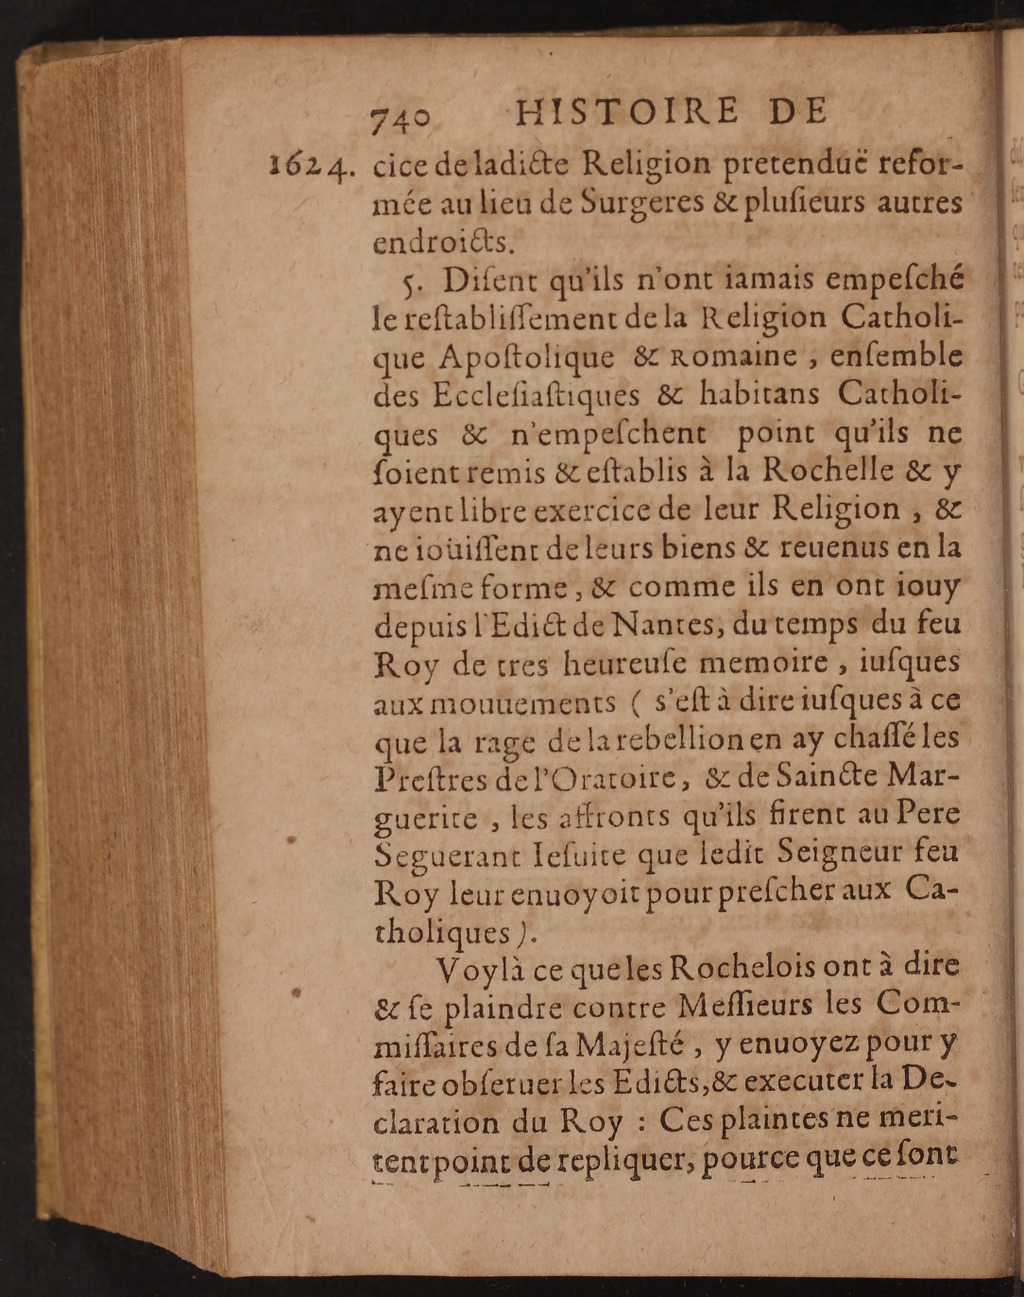 740 HISTOIRE DE
1624. cice de ladicte Religion pretenduë refor-
mée au lieu de Surgeres & pluſieurs autres
endroicts.
5. Diſent qu'ils n'ont iamais empeſché
le reſtabliſſement de la Religion Catholi-
que Apoſtolique & Romaine, enſemble
des Eccleſiaſtiques & habitans Catholi-
ques & n'empeſchent point qu'ils ne
ſoient remis & eſtablis à la Rochelle & y
ayent libre exercice de leur Religion, &
ne ioüiſſent de leurs biens & reuenus en la
meſme forme, & comme ils en ont iouy
depuis l'Edict de Nantes, du temps du feu
Roy de tres heureuſe memoire, iuſques
aux mouuements ( s'eſt à dire iuſques à ce
que la rage de la rebellion en ay chaſſé les
Preſtres de l'Oratoire, & de Saincte Mar-
guerite, les affronts qu'ils firent au Pere
Seguerant Ieſuite que ledit Seigneur feu
Roy leur enuoyoit pour preſcher aux Ca-
tholiques ).
Voylà ce que les Rochelois ont à dire
& ſe plaindre contre Meſſieurs les Com-
miſſaires de ſa Majeſté, y enuoyez pour y
faire obſeruer les Edicts, & executer la De-
claration du Roy : Ces plaintes ne meri-
tent point de repliquer, pource que ce ſont